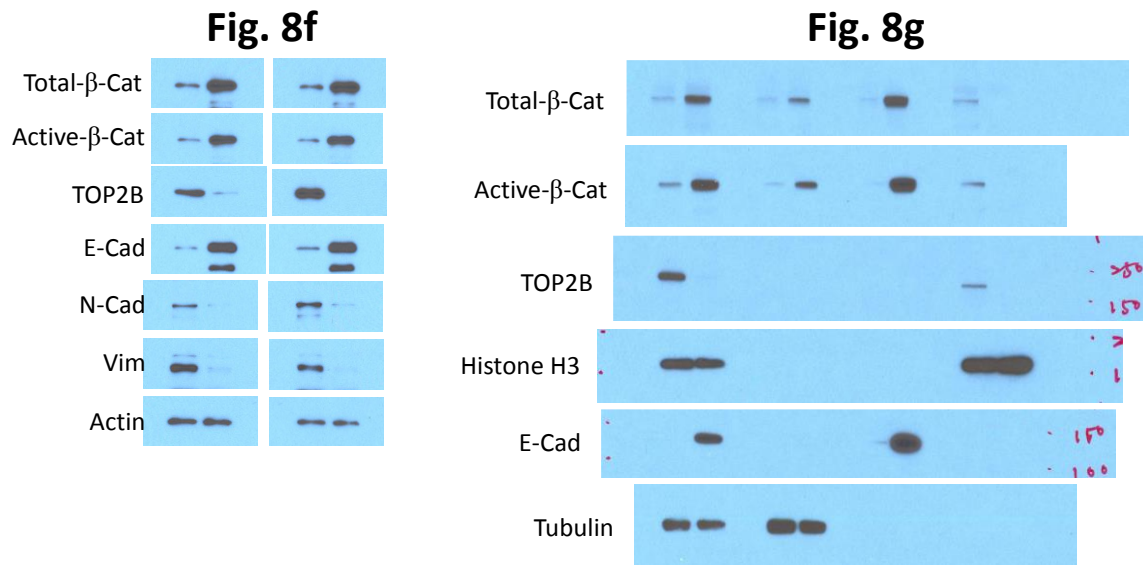 Fig. 8f
Total-β-Cat
Active-β-Cat
TOP2B
E-Cad
N-Cad
Vim
Actin
Fig. 8g
Total-β-Cat
Active-β-Cat
TOP2B
250
150
Histone H3
E-Cad
150
100
Tubulin